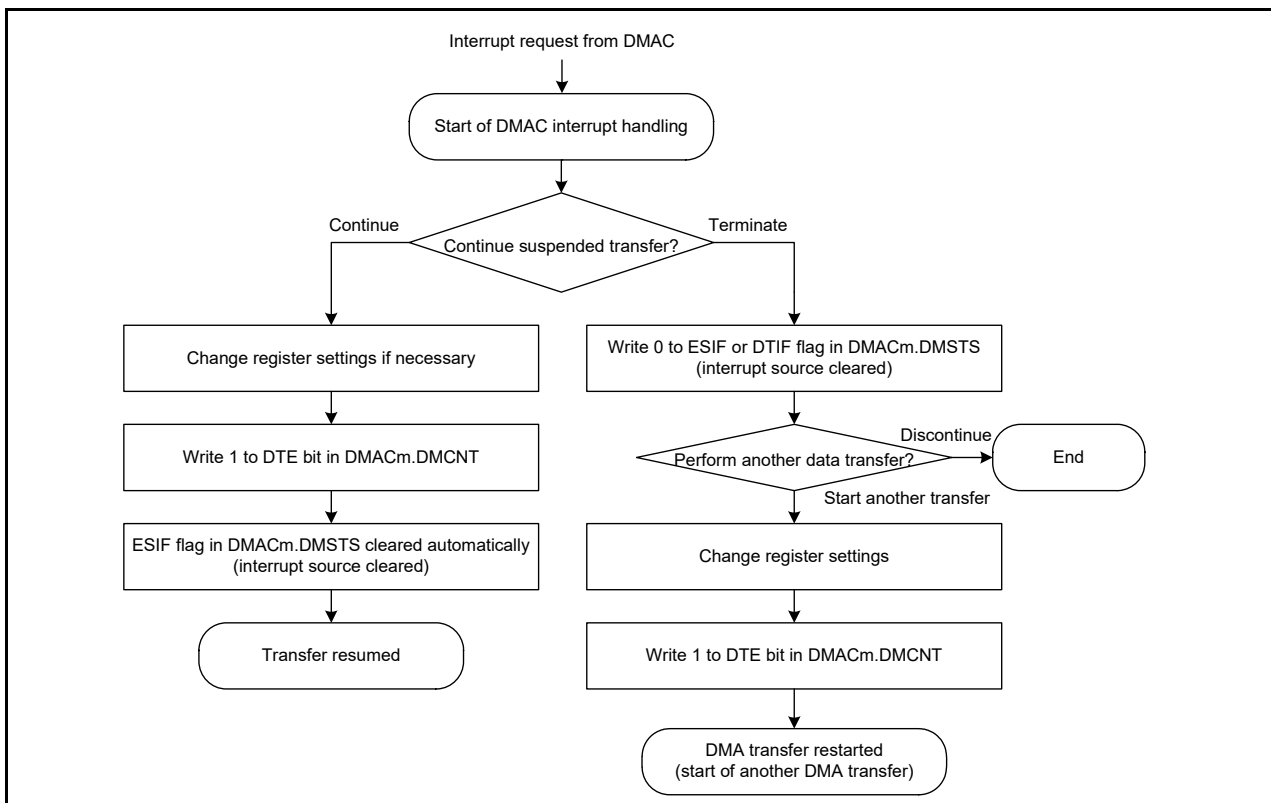 Interrupt request from DMAC
Start of DMAC interrupt handling
Continue
Terminate
Continue suspended transfer?
Change register settings if necessary
Write 1 to DTE bit in DMACm.DMCNT
ESIF flag in DMACm.DMSTS cleared automatically
(interrupt source cleared)
Transfer resumed
Write 0 to ESIF or DTIF flag in DMACm.DMSTS
(interrupt source cleared)
Discontinue
Perform another data transfer?
End
Start another transfer
Change register settings
Write 1 to DTE bit in DMACm.DMCNT
DMA transfer restarted
(start of another DMA transfer)